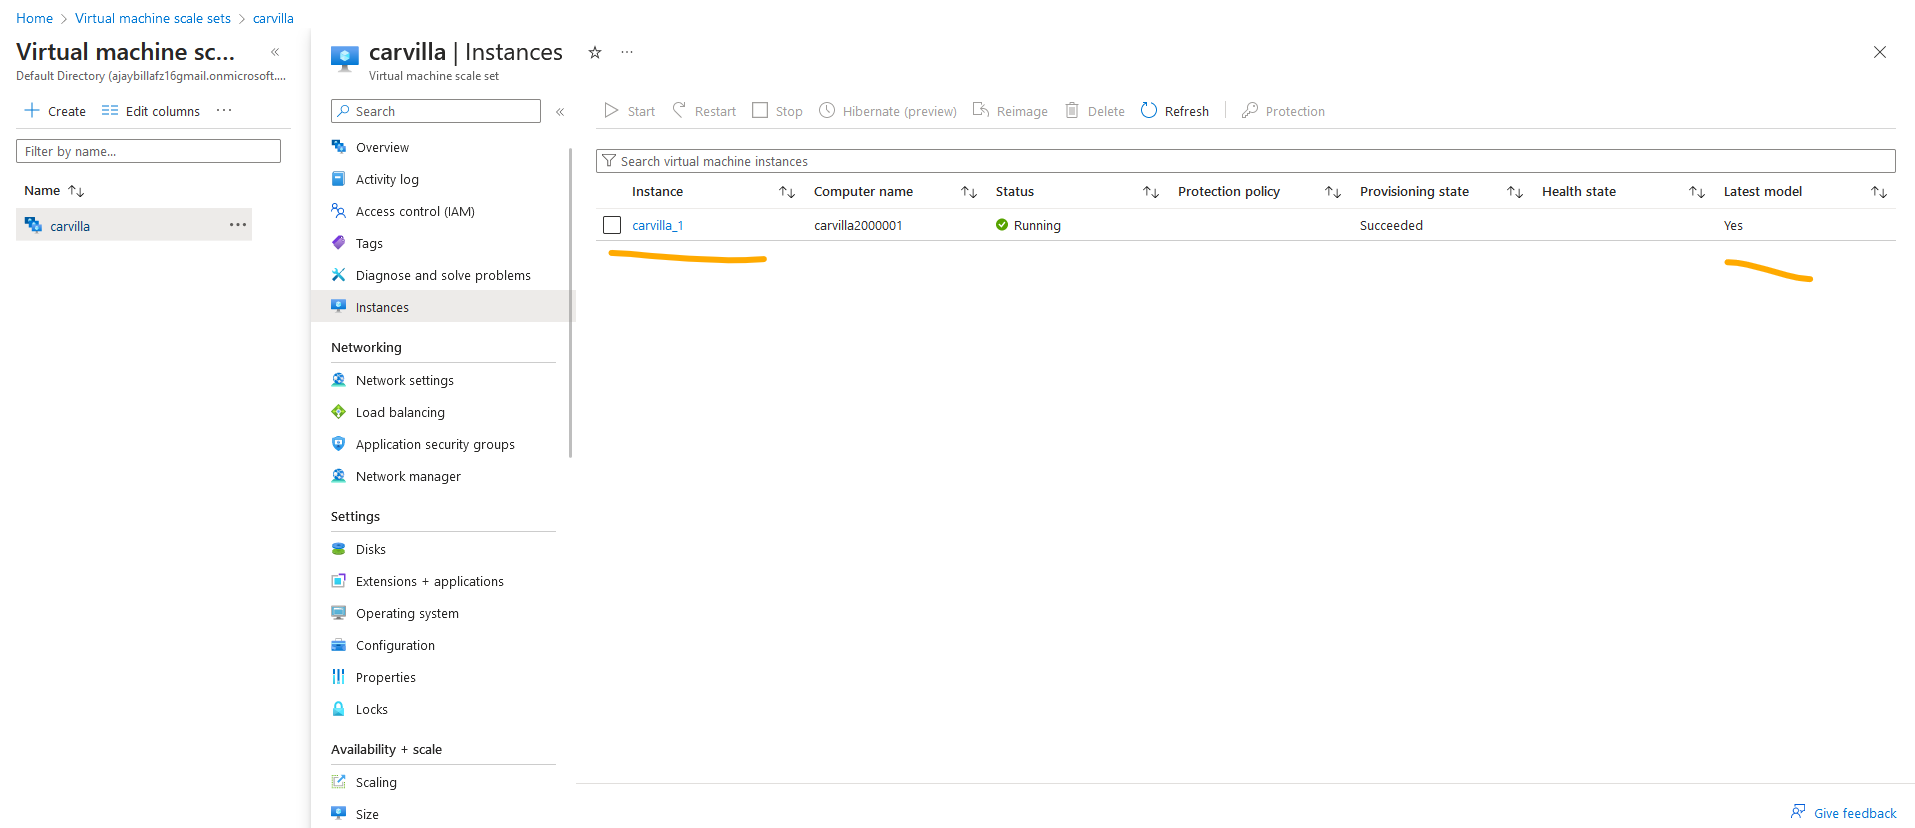 Home > Virtual machine scale sets > carvilla
Virtual machine sc... «
Default Directory (ajaybillafz16gmail.onmicrosoft....
Create Edit columns ···
Filter by name...
Name
carvilla ···
carvilla | Instances ···
Virtual machine scale set
Search «
Overview
Activity log
Access control (IAM)
Tags
Diagnose and solve problems
Instances
Networking
Network settings
Load balancing
Application security groups
Network manager
Settings
Disks
Extensions + applications
Operating system
Configuration
Properties
Locks
Availability + scale
Scaling
Size
Start Restart Stop Hibernate (preview) Reimage Delete Refresh Protection
Search virtual machine instances
Instance Computer name Status Protection policy Provisioning state Health state Latest model
carvilla_1 carvilla2000001 Running Succeeded Yes
Give feedback